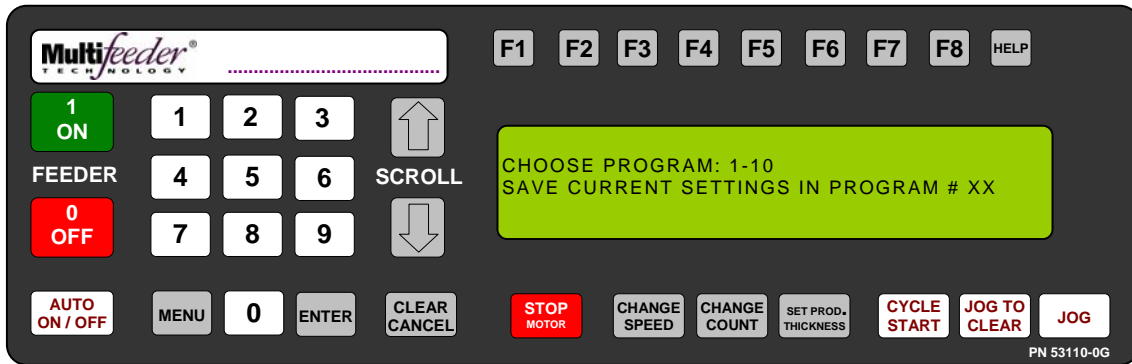 Multifeeder®
TECHNOLOGY
F1 F2 F3 F4 F5 F6 F7 F8 HELP
1
ON
FEEDER
0
OFF
1 2 3
4 5 6
7 8 9
SCROLL
CHOOSE PROGRAM: 1-10
SAVE CURRENT SETTINGS IN PROGRAM # XX
AUTO
ON / OFF
MENU
0
ENTER
CLEAR
CANCEL
STOP
MOTOR
CHANGE
SPEED
CHANGE
COUNT
SET PROD.
THICKNESS
CYCLE
START
JOG TO
CLEAR
JOG
PN 53110-0G